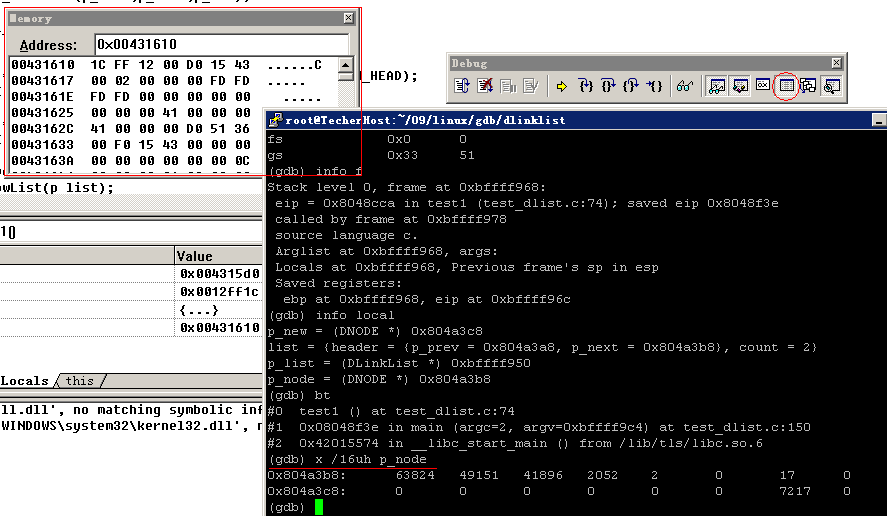 Memory
Address: 0x00431610
00431610 1C FF 12 00 D0 15 43 ......C
00431617 00 02 00 00 00 FD FD .....
0043161E FD FD 00 00 00 00 00 .....
00431625 00 00 00 41 00 00 00
0043162C 41 00 00 00 D0 51 36
00431633 00 F0 15 43 00 00 00
0043163A 00 00 00 00 00 00 0C
_HEAD);
owList(p list);
1()
Value
0x004315d0
0x0012ff1c
{...}
0x00431610
Locals this
ll.dll', no matching symbolic inf
WINDOWS\system32\kernel32.dll', n
Debug
root@TecherHost:~/09/linux/gdb/dlinklist
fs 0x0 0
gs 0x33 51
(gdb) info f
Stack level 0, frame at 0xbffff968:
eip = 0x8048cca in test1 (test_dlist.c:74); saved eip 0x8048f3e
called by frame at 0xbffff978
source language c.
Arglist at 0xbffff968, args:
Locals at 0xbffff968, Previous frame's sp in esp
Saved registers:
ebp at 0xbffff968, eip at 0xbffff96c
(gdb) info local
p_new = (DNODE *) 0x804a3c8
list = {header = {p_prev = 0x804a3a8, p_next = 0x804a3b8}, count = 2}
p_list = (DLinkList *) 0xbffff950
p_node = (DNODE *) 0x804a3b8
(gdb) bt
#0 test1 () at test_dlist.c:74
#1 0x08048f3e in main (argc=2, argv=0xbffff9c4) at test_dlist.c:150
#2 0x42015574 in __libc_start_main () from /lib/tls/libc.so.6
(gdb) x /16uh p_node
0x804a3b8: 63824 49151 41896 2052 2 0 17 0
0x804a3c8: 0 0 0 0 0 0 7217 0
(gdb)